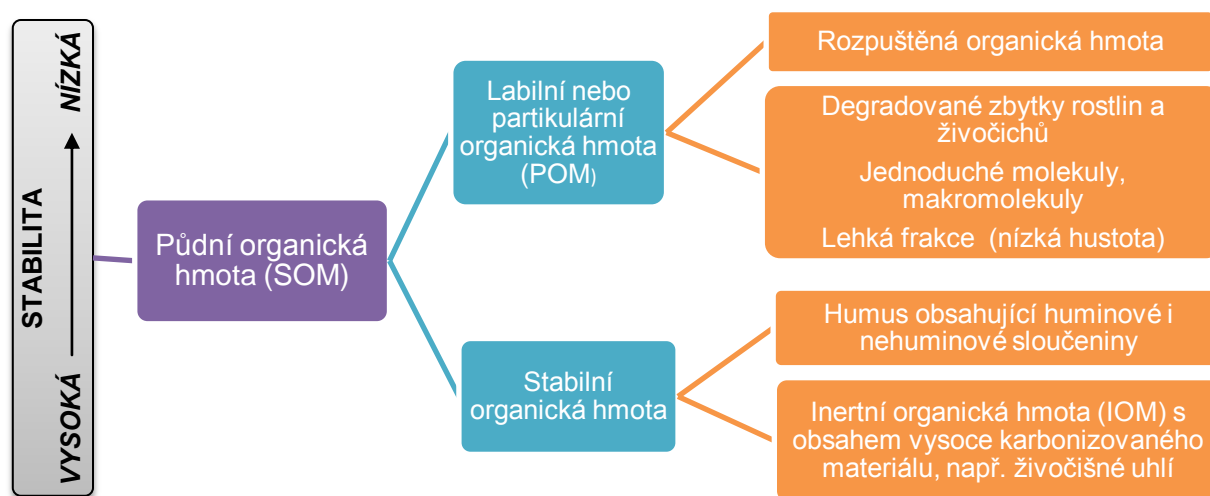 STABILITA
VYSOKÁ
NÍZKÁ
Půdní organická
hmota (SOM)
Labilní nebo
partikulární
organická hmota
(POM)
Stabilní
organická hmota
Rozpuštěná organická hmota
Degradované zbytky rostlin a
živočichů
Jednoduché molekuly,
makromolekuly
Lehká frakce (nízká hustota)
Humus obsahující huminové i
nehuminové sloučeniny
Inertní organická hmota (IOM) s
obsahem vysoce karbonizovaného
materiálu, např. živočišné uhlí